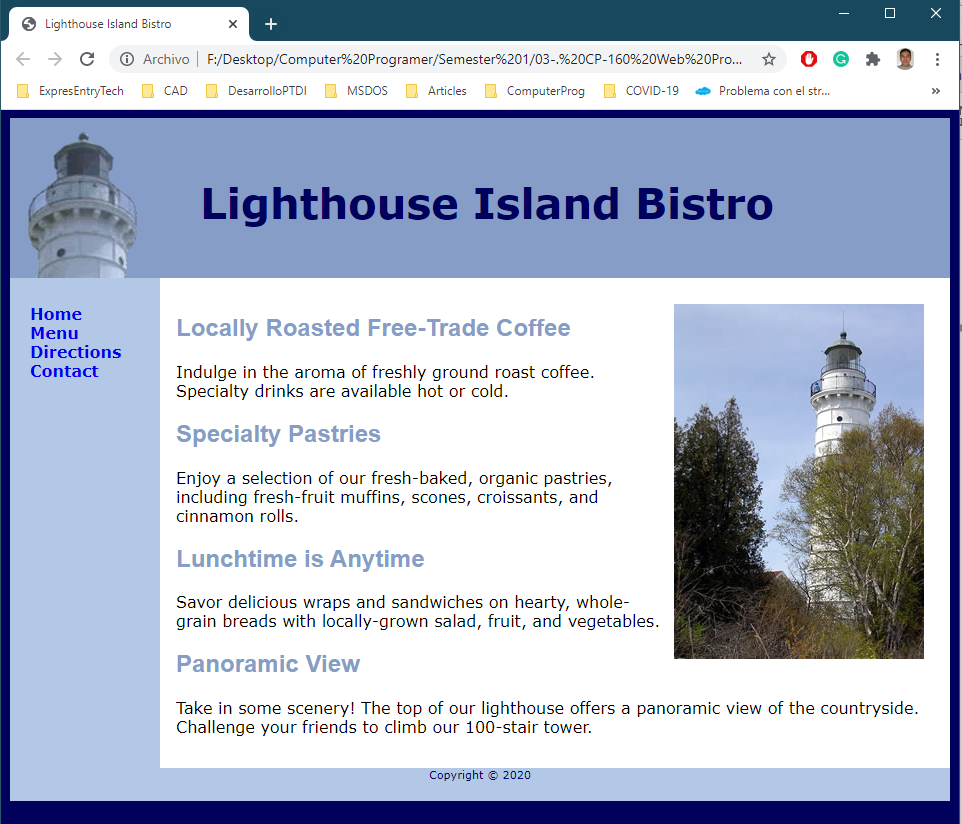 Lighthouse Island Bistro
Archivo
F:/Desktop/Computer%20Programer/Semester%201/03-.%20CP-160%20Web%20Pro...
ExpresEntryTech
CAD
DesarrolloPTDI
MSDOS
Articles
ComputerProg
COVID-19
Problema con el str...
»
Lighthouse Island Bistro
Home
Menu
Directions
Contact
Locally Roasted Free-Trade Coffee
Indulge in the aroma of freshly ground roast coffee.
Specialty drinks are available hot or cold.
Specialty Pastries
Enjoy a selection of our fresh-baked, organic pastries,
including fresh-fruit muffins, scones, croissants, and
cinnamon rolls.
Lunchtime is Anytime
Savor delicious wraps and sandwiches on hearty, whole-
grain breads with locally-grown salad, fruit, and vegetables.
Panoramic View
Take in some scenery! The top of our lighthouse offers a panoramic view of the countryside.
Challenge your friends to climb our 100-stair tower.
Copyright © 2020